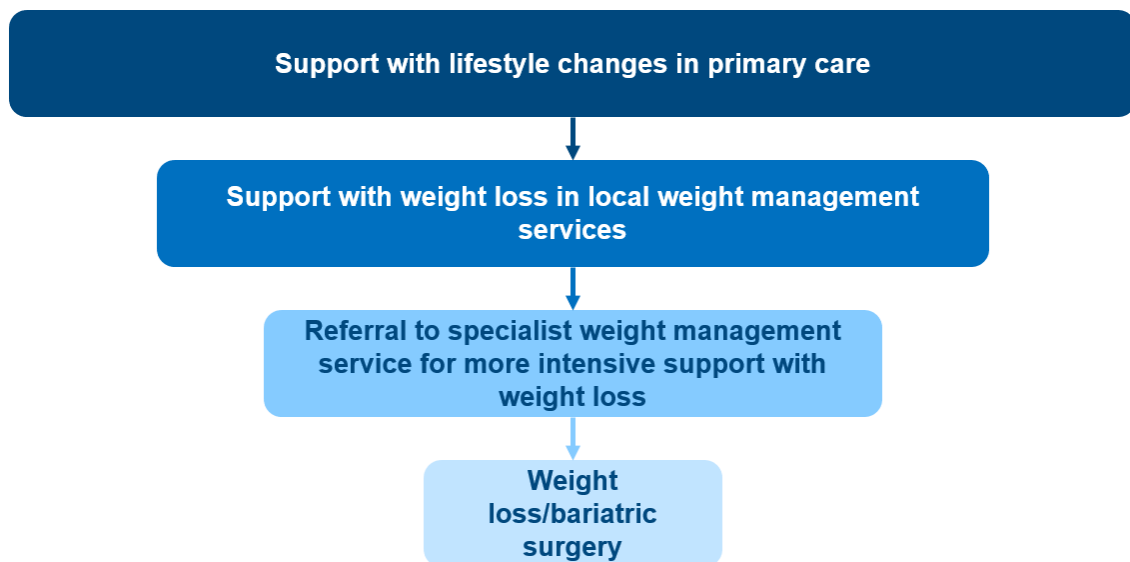 Support with lifestyle changes in primary care
Support with weight loss in local weight management
services
Referral to specialist weight management
service for more intensive support with
weight loss
Weight
loss/bariatric
surgery